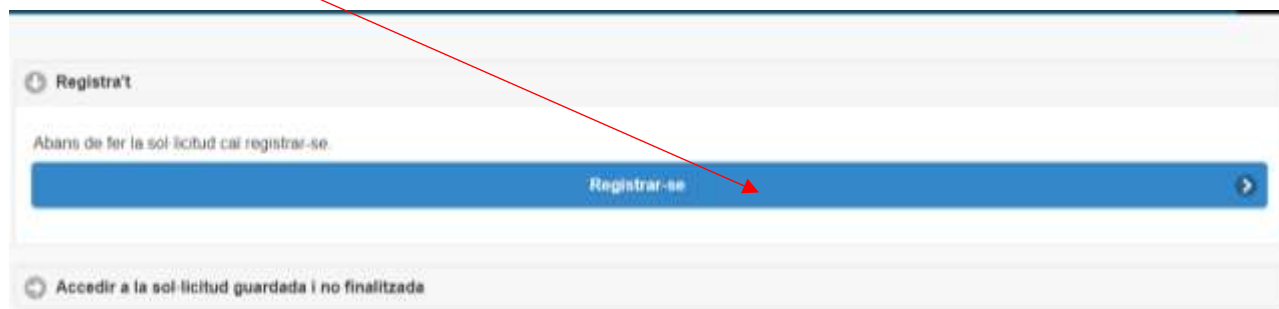 Registra't
Abans de fer la sol·licitud cal registrar-se.
Registrar-se
Accedir a la sol·licitud guardada i no finalitzada